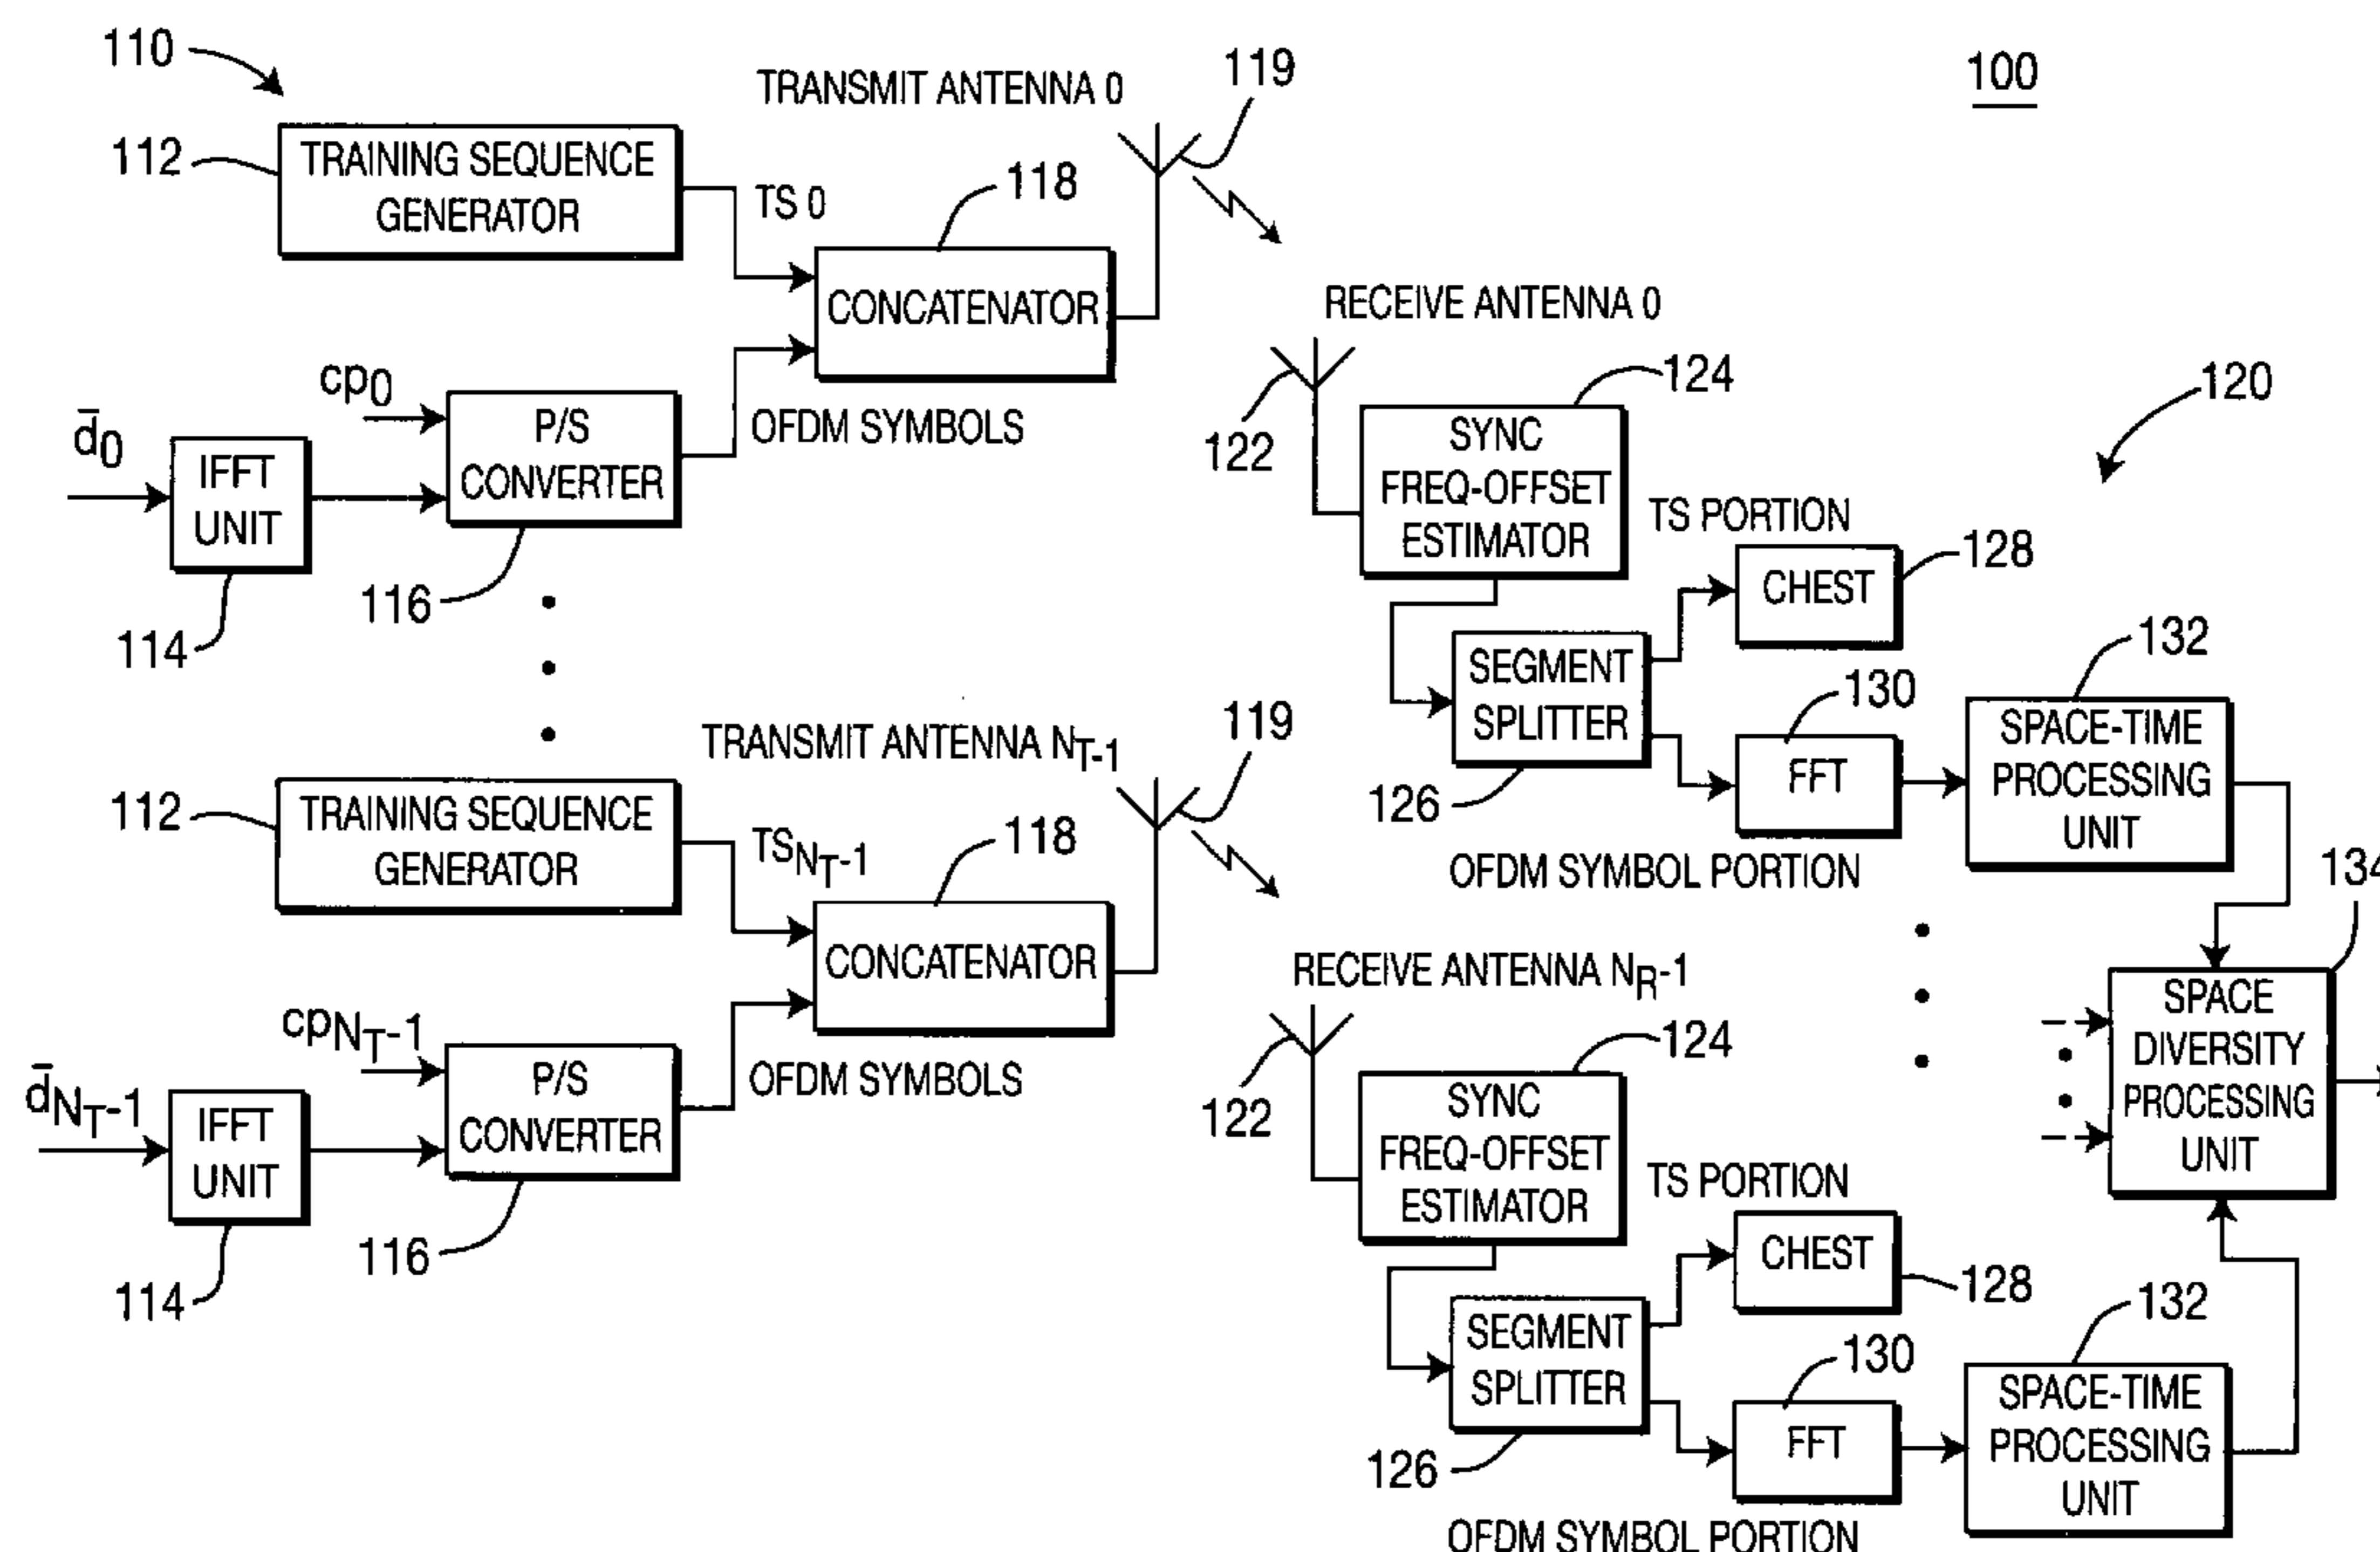 110
TRANSMIT ANTENNA 0
119
100
112
TRAINING SEQUENCE
GENERATOR
TS 0
118
CONCATENATOR
RECEIVE ANTENNA 0
cp0
d̄0
IFFT
UNIT
P/S
CONVERTER
OFDM SYMBOLS
114
116
122
124
SYNC
FREQ-OFFSET
ESTIMATOR
120
TS PORTION
CHEST
128
SEGMENT
SPLITTER
126
130
FFT
132
SPACE-TIME
PROCESSING
UNIT
OFDM SYMBOL PORTION
134
TRANSMIT ANTENNA NT-1
119
112
TRAINING SEQUENCE
GENERATOR
TSNT-1
118
CONCATENATOR
RECEIVE ANTENNA NR-1
SPACE
DIVERSITY
PROCESSING
UNIT
cpNT-1
d̄NT-1
IFFT
UNIT
P/S
CONVERTER
OFDM SYMBOLS
114
116
122
124
SYNC
FREQ-OFFSET
ESTIMATOR
TS PORTION
CHEST
128
SEGMENT
SPLITTER
126
130
FFT
132
SPACE-TIME
PROCESSING
UNIT
OFDM SYMBOL PORTION